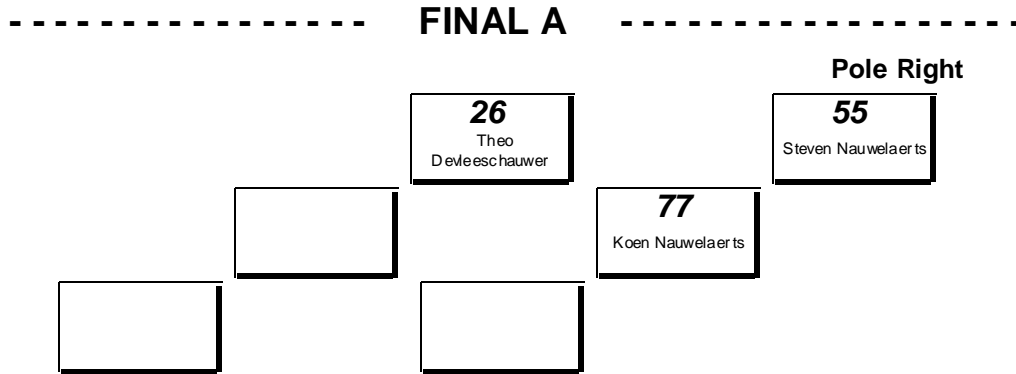 FINAL A
Pole Right
26
Theo
Devleeschauwer
55
Steven Nauwelaerts
77
Koen Nauwelaerts